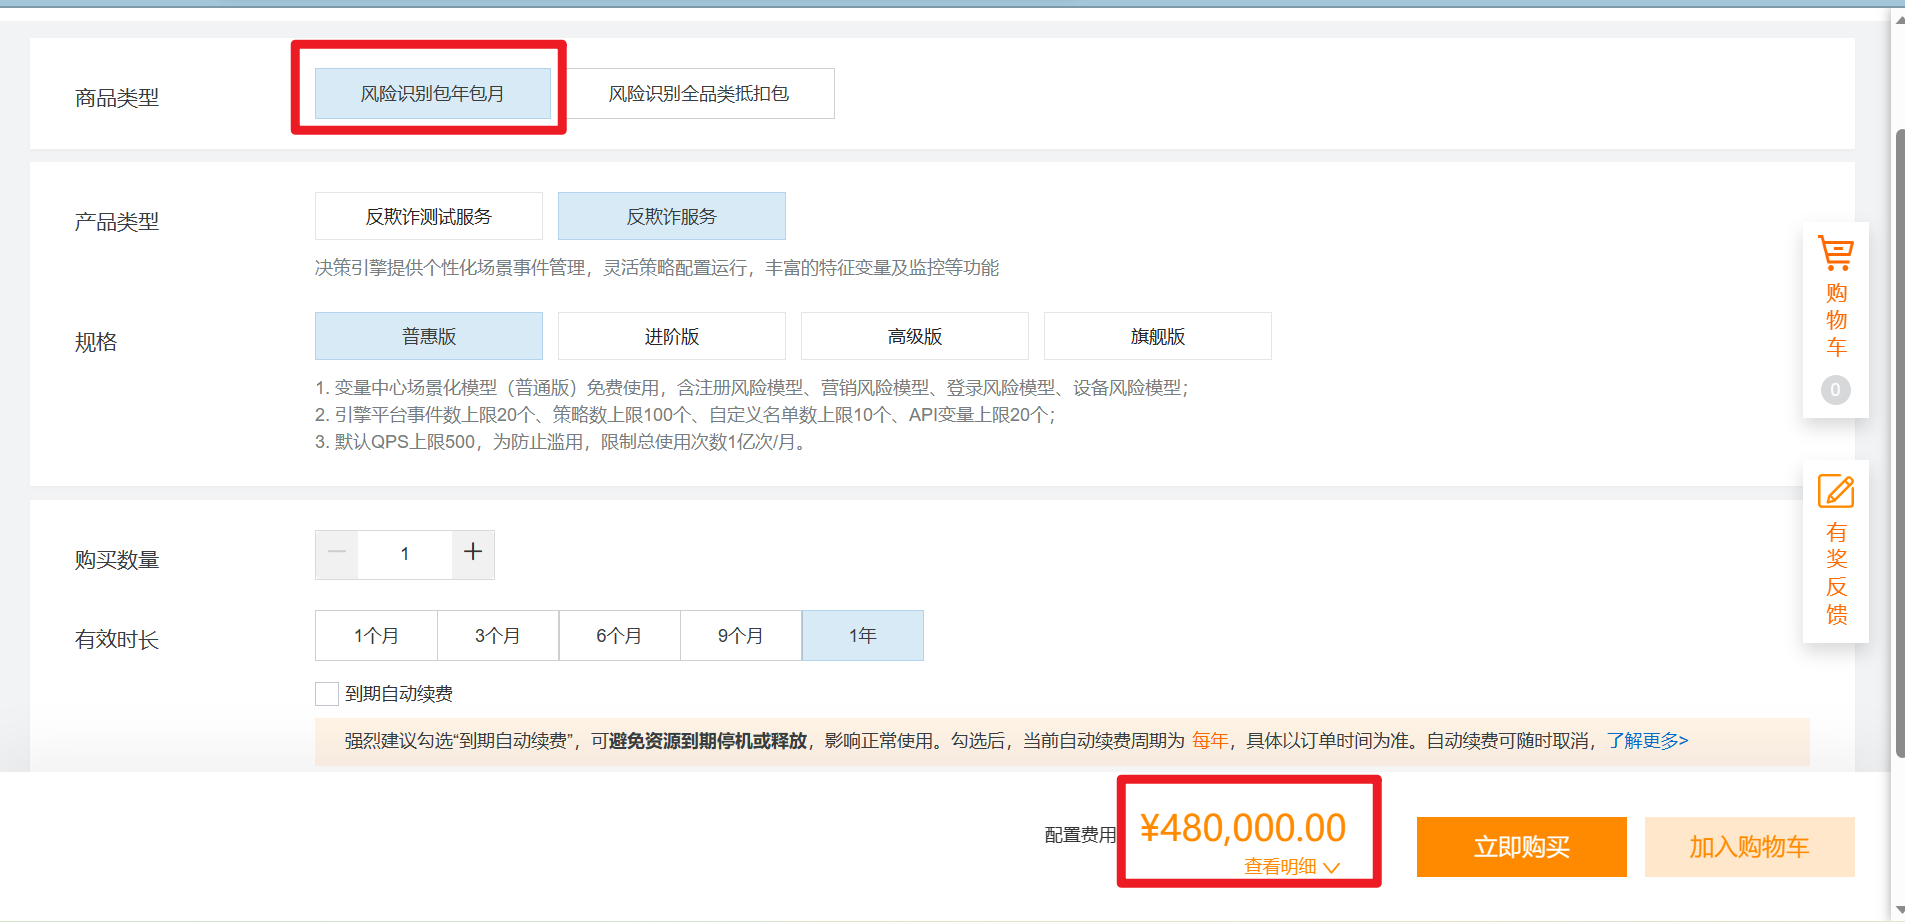 商品类型
风险识别包年包月
风险识别全品类抵扣包
产品类型
反欺诈测试服务
反欺诈服务
决策引擎提供个性化场景事件管理，灵活策略配置运行，丰富的特征变量及监控等功能
规格
普惠版
进阶版
高级版
旗舰版
1. 变量中心场景化模型（普通版）免费使用，含注册风险模型、营销风险模型、登录风险模型、设备风险模型；
2. 引擎平台事件数上限20个、策略数上限100个、自定义名单数上限10个、API变量上限20个；
3. 默认QPS上限500，为防止滥用，限制总使用次数1亿次/月。
购买数量
1
有效时长
1个月
3个月
6个月
9个月
1年
到期自动续费
强烈建议勾选“到期自动续费”，可避免资源到期停机或释放，影响正常使用。勾选后，当前自动续费周期为 每年，具体以订单时间为准。自动续费可随时取消，了解更多>
配置费用
¥480,000.00
查看明细
立即购买
加入购物车
购物车
0
有奖反馈